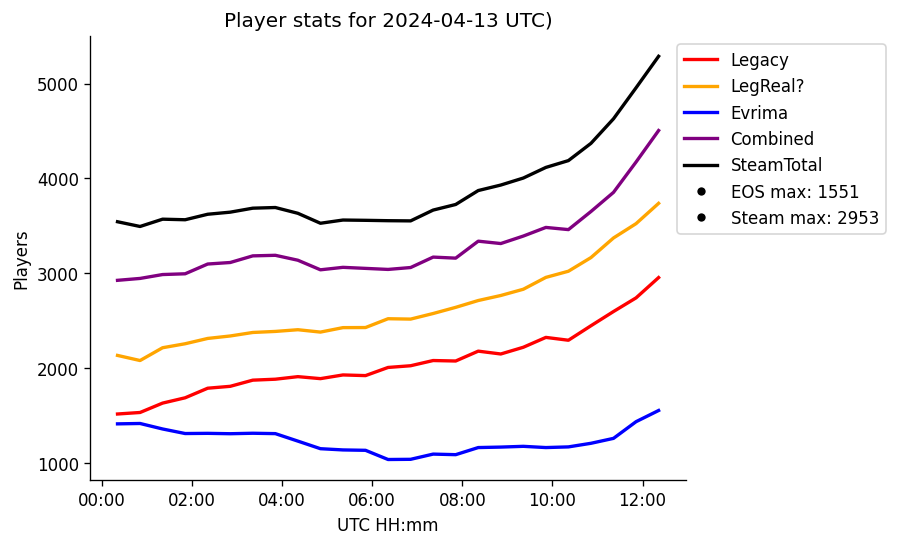 Player stats for 2024-04-13 UTC)
Legacy
LegReal?
Evrima
Combined
SteamTotal
EOS max: 1551
Steam max: 2953
Players
5000
4000
3000
2000
1000
00:00 02:00 04:00 06:00 08:00 10:00 12:00
UTC HH:mm